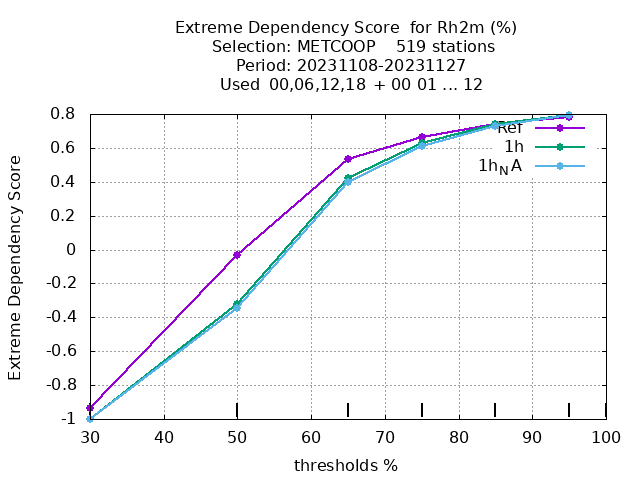 Extreme Dependency Score  for Rh2m (%)
Selection: METCOOP    519 stations
Period: 20231108-20231127
Used  00,06,12,18  + 00 01 ... 12
Extreme Dependency Score
0.8
0.6
0.4
0.2
0
-0.2
-0.4
-0.6
-0.8
-1
Ref
1h
1hNA
30 40 50 60 70 80 90 100
thresholds %